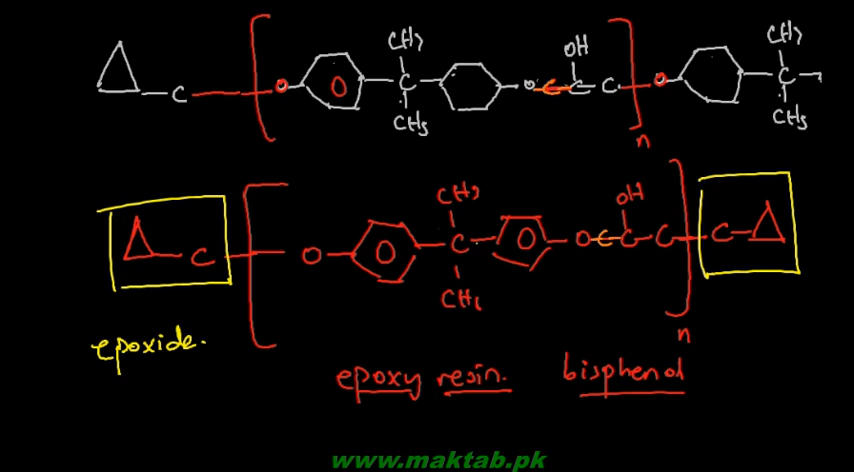 CH3 OH CH3
C O O C C C O C
CH3 n CH3
CH3 OH
C O C O C C C C
CH3 n
epoxide.
epoxy resin. bisphenol
www.maktab.pk